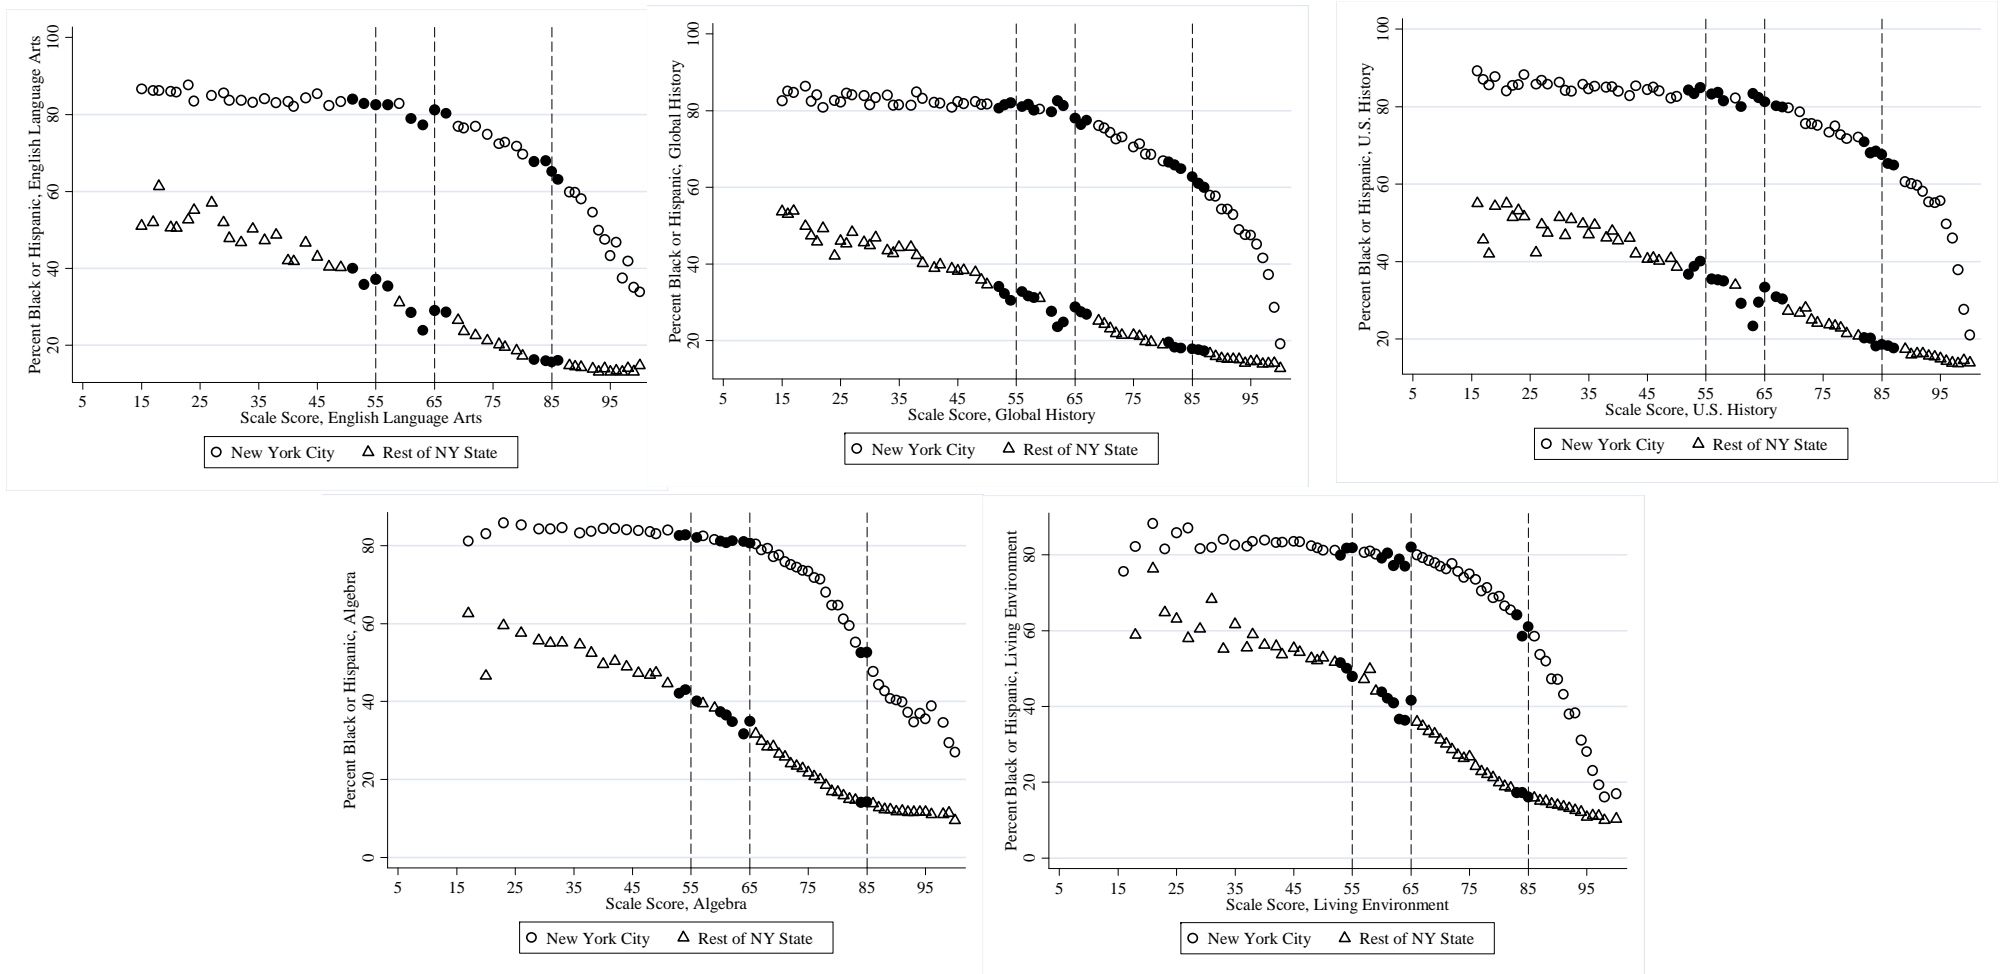 Percent Black or Hispanic, English Language Arts
100
80
60
40
20
5 15 25 35 45 55 65 75 85 95
Scale Score, English Language Arts
New York City Rest of NY State
Percent Black or Hispanic, Global History
100
80
60
40
20
5 15 25 35 45 55 65 75 85 95
Scale Score, Global History
New York City Rest of NY State
Percent Black or Hispanic, U.S. History
100
80
60
40
20
5 15 25 35 45 55 65 75 85 95
Scale Score, U.S. History
New York City Rest of NY State
Percent Black or Hispanic, Algebra
80
60
40
20
0
5 15 25 35 45 55 65 75 85 95
Scale Score, Algebra
New York City Rest of NY State
Percent Black or Hispanic, Living Environment
80
60
40
20
0
5 15 25 35 45 55 65 75 85 95
Scale Score, Living Environment
New York City Rest of NY State